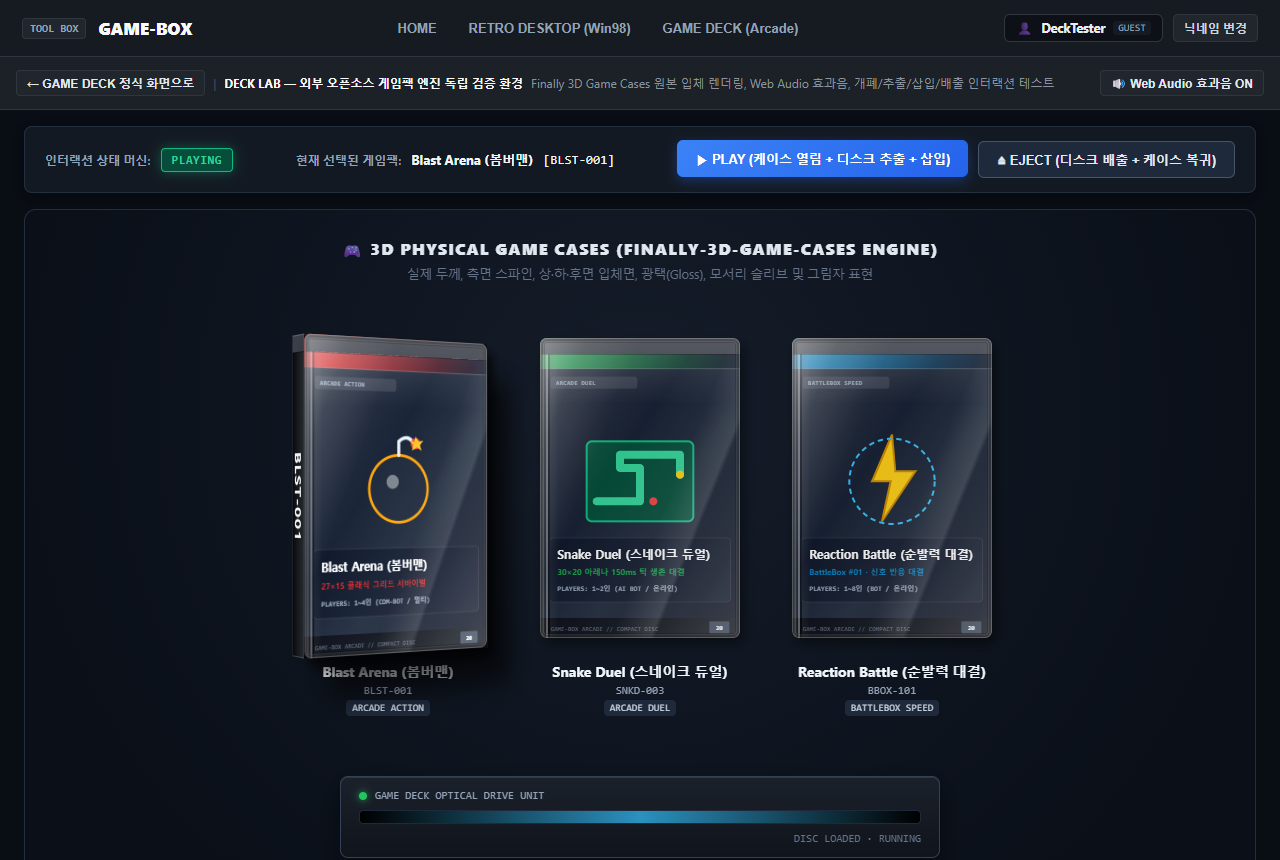 TOOL BOX GAME-BOX HOME RETRO DESKTOP (Win98) GAME DECK (Arcade) DeckTester GUEST 닉네임 변경
← GAME DECK 정식 화면으로 | DECK LAB — 외부 오픈소스 게임팩 엔진 독립 검증 환경 Finally 3D Game Cases 원본 입체 렌더링, Web Audio 효과음, 개폐/추출/삽입/배출 인터랙션 테스트 🔊 Web Audio 효과음 ON
인터랙션 상태 머신: PLAYING 현재 선택된 게임팩: Blast Arena (봄버맨) [BLST-001] ▶ PLAY (케이스 열림 + 디스크 추출 + 삽입) ⏏ EJECT (디스크 배출 + 케이스 복귀)
🎮 3D PHYSICAL GAME CASES (FINALLY-3D-GAME-CASES ENGINE)
실제 두께, 측면 스파인, 상·하·후면 입체면, 광택(Gloss), 모서리 슬리브 및 그림자 표현
ARCADE ACTION
BLST-001
Blast Arena (봄버맨)
27×15 클래식 그리드 서바이벌
PLAYERS: 1~4인 (COM-BOT / 멀티)
GAME-BOX ARCADE // COMPACT DISC
Blast Arena (봄버맨)
BLST-001
ARCADE ACTION
ARCADE DUEL
Snake Duel (스네이크 듀얼)
30×20 아레나 150ms 틱 생존 대결
PLAYERS: 1~2인 (AI BOT / 온라인)
GAME-BOX ARCADE // COMPACT DISC
Snake Duel (스네이크 듀얼)
SNKD-003
ARCADE DUEL
BATTLEBOX SPEED
Reaction Battle (순발력 대결)
BattleBox #01 · 신호 반응 대결
PLAYERS: 1~8인 (BOT / 온라인)
GAME-BOX ARCADE // COMPACT DISC
Reaction Battle (순발력 대결)
BBOX-101
BATTLEBOX SPEED
GAME DECK OPTICAL DRIVE UNIT
DISC LOADED · RUNNING